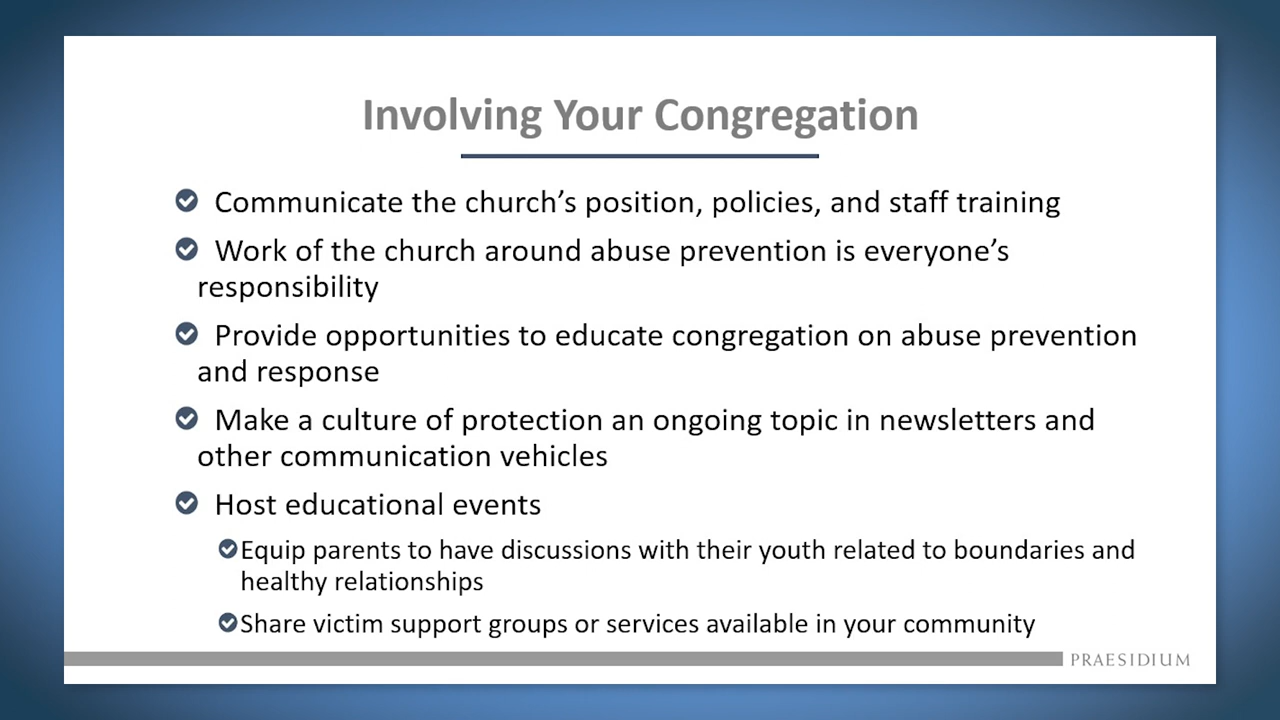 Involving Your Congregation
Communicate the church’s position, policies, and staff training
Work of the church around abuse prevention is everyone’s
responsibility
Provide opportunities to educate congregation on abuse prevention
and response
Make a culture of protection an ongoing topic in newsletters and
other communication vehicles
Host educational events
Equip parents to have discussions with their youth related to boundaries and
healthy relationships
Share victim support groups or services available in your community
PRAESIDIUM